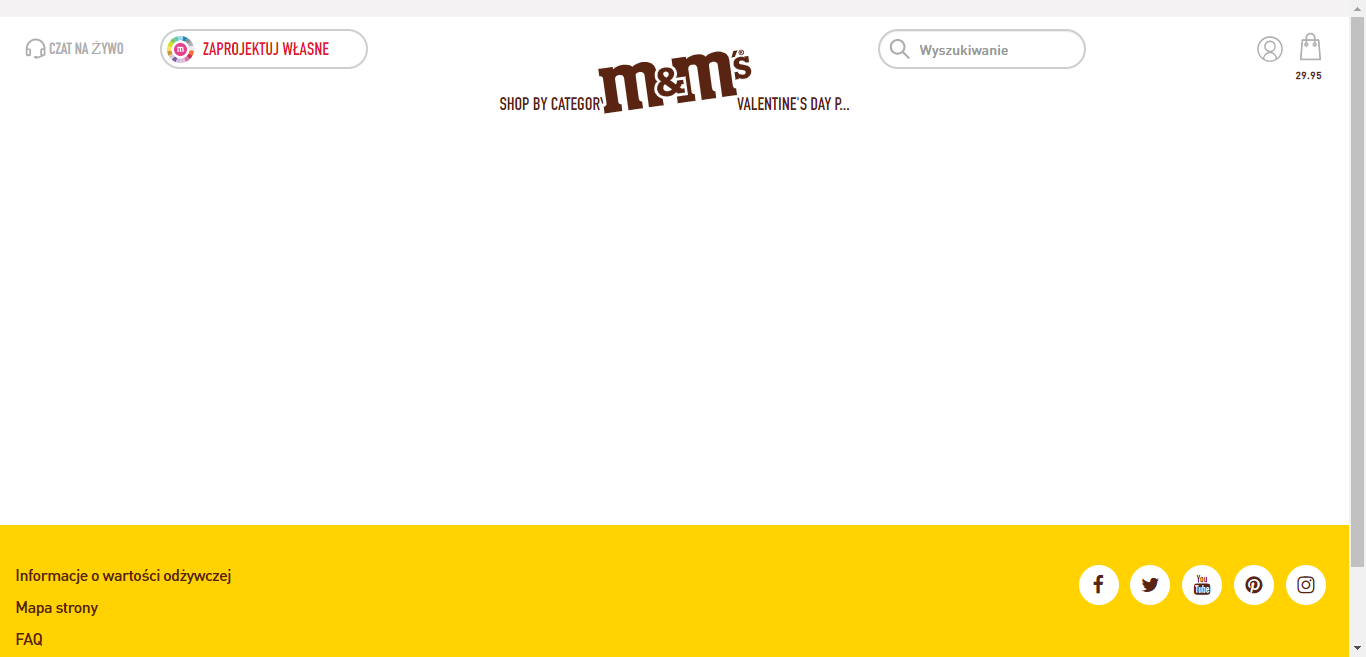 CZAT NA ŻYWO
m
ZAPROJEKTUJ WŁASNE
SHOP BY CATEGORY
m&m's®
VALENTINE'S DAY P...
Wyszukiwanie
29.95
Informacje o wartości odżywczej
Mapa strony
FAQ
You
Tube